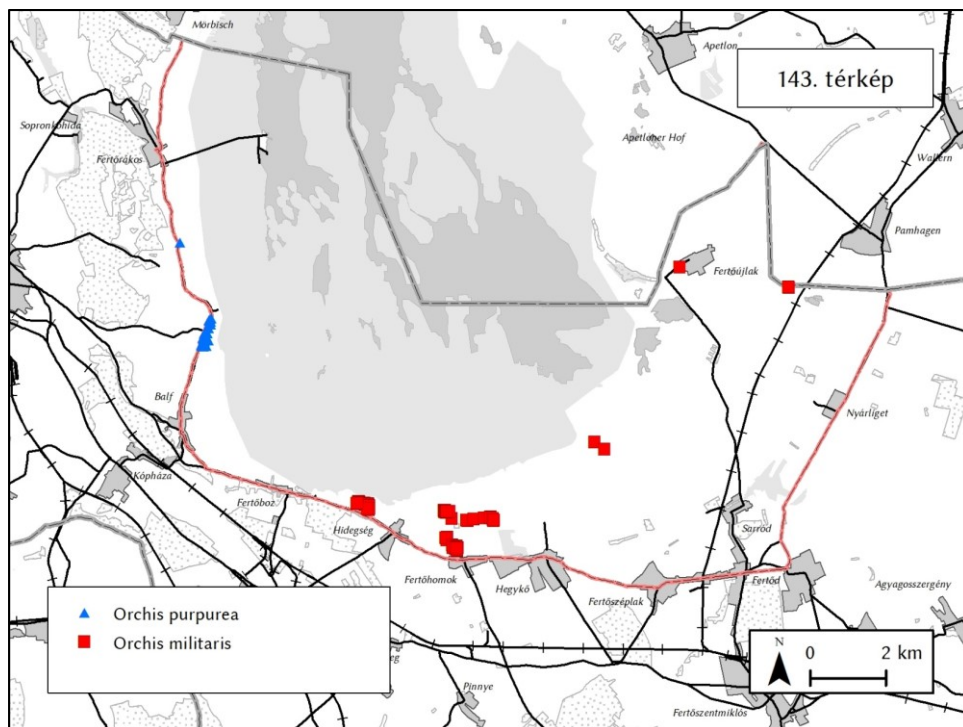 Mörbisch
Apetlon
143. térkép
Sopronkőhida
Fertőrákos
Apetloner Hof
Wallern
Pamhagen
Fertőújlak
Balf
Nyárliget
Kópháza
Fertőboz
Hidegség
Sarród
Fertőhomok
Hegykő
Fertőszéplak
Fertőd
Agyagosszergény
Orchis purpurea
Orchis militaris
N
0 2 km
eg
Pinnye
Fertőszentmiklós